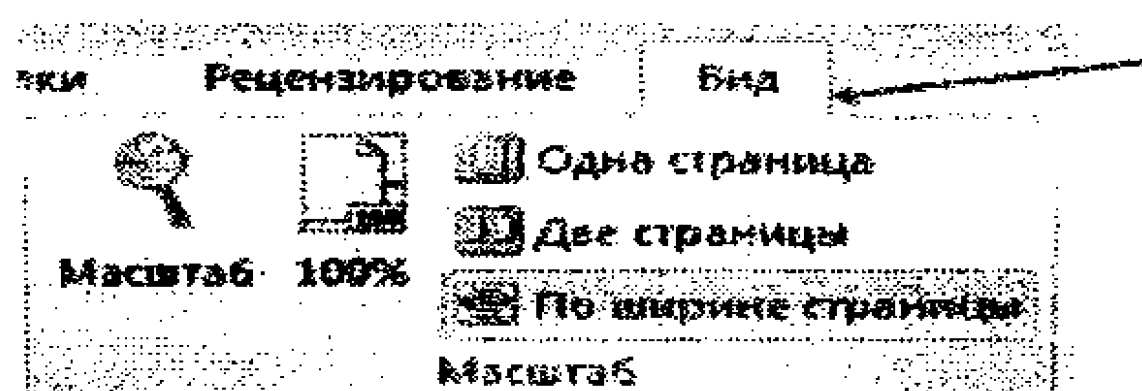 Рецензирование Вид
Одна страница
Две страницы
Масштаб 100%
По ширине страницы
Масштаб